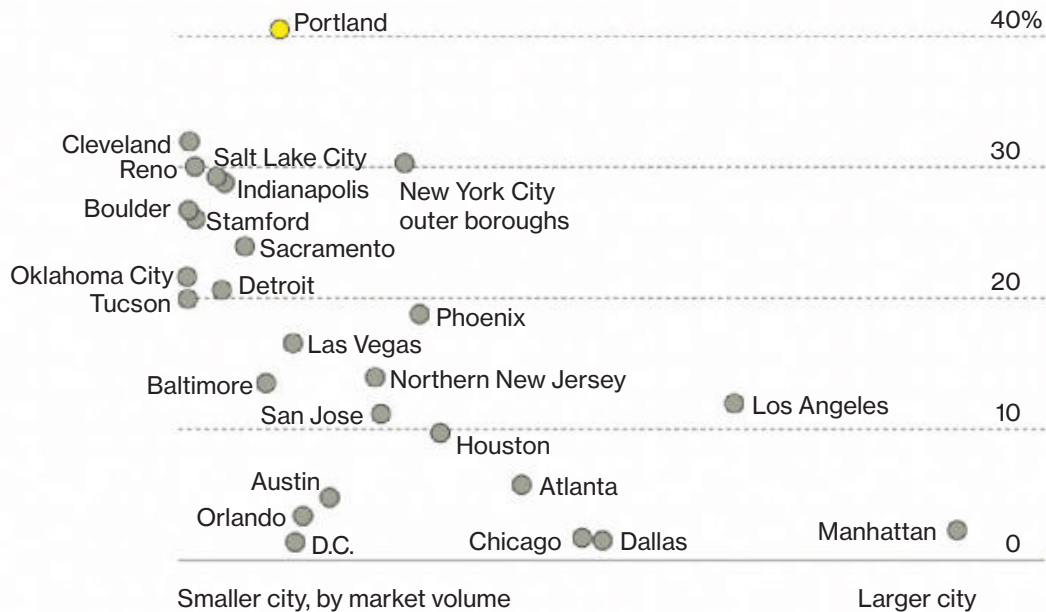 Portland
40%
Cleveland
Salt Lake City
30
Reno
Indianapolis
New York City
outer boroughs
Boulder
Stamford
Sacramento
Oklahoma City
Detroit
20
Tucson
Phoenix
Las Vegas
Baltimore
Northern New Jersey
Los Angeles
San Jose
10
Houston
Austin
Atlanta
Orlando
Manhattan
D.C.
Chicago
Dallas
0
Smaller city, by market volume
Larger city